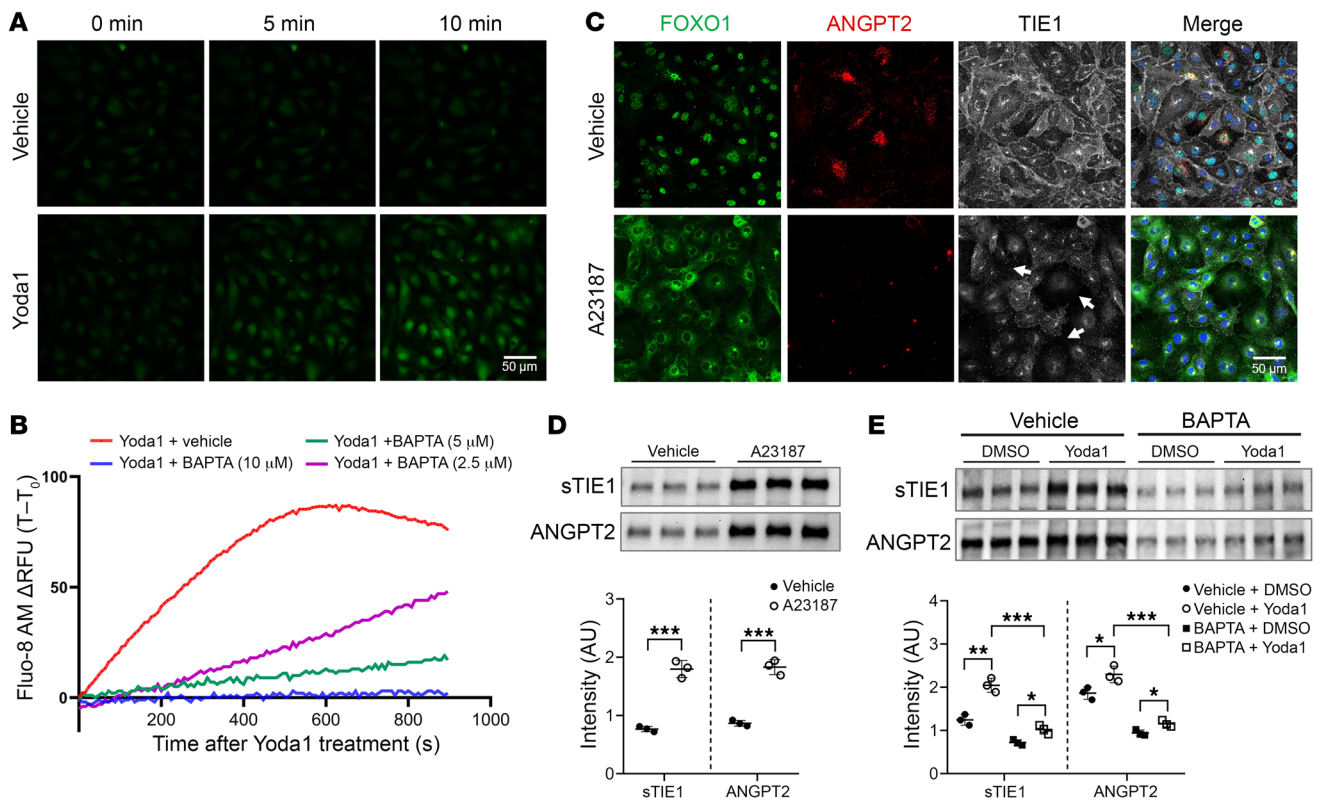 A
0 min
5 min
10 min
Vehicle
Yoda1
50 μm
B
Yoda1 + vehicle
Yoda1 +BAPTA (5 μM)
Yoda1 + BAPTA (10 μM)
Yoda1 + BAPTA (2.5 μM)
Fluo-8 AM ΔRFU (T–T0)
100
50
0
200
400
600
800
1000
Time after Yoda1 treatment (s)
C
FOXO1
ANGPT2
TIE1
Merge
Vehicle
A23187
50 μm
D
Vehicle
A23187
sTIE1
ANGPT2
Vehicle
A23187
Intensity (AU)
3
2
1
0
***
***
sTIE1
ANGPT2
E
Vehicle
BAPTA
DMSO
Yoda1
DMSO
Yoda1
sTIE1
ANGPT2
Vehicle + DMSO
Vehicle + Yoda1
BAPTA + DMSO
BAPTA + Yoda1
Intensity (AU)
4
3
2
1
0
***
**
*
***
*
*
sTIE1
ANGPT2